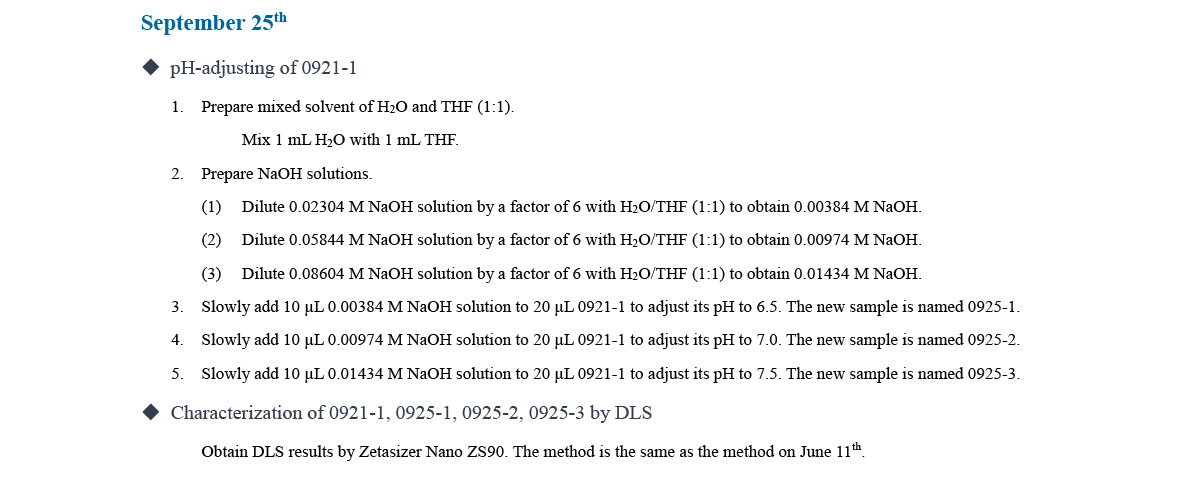 September 25th
◆ pH-adjusting of 0921-1
1. Prepare mixed solvent of H2O and THF (1:1).
Mix 1 mL H2O with 1 mL THF.
2. Prepare NaOH solutions.
(1) Dilute 0.02304 M NaOH solution by a factor of 6 with H2O/THF (1:1) to obtain 0.00384 M NaOH.
(2) Dilute 0.05844 M NaOH solution by a factor of 6 with H2O/THF (1:1) to obtain 0.00974 M NaOH.
(3) Dilute 0.08604 M NaOH solution by a factor of 6 with H2O/THF (1:1) to obtain 0.01434 M NaOH.
3. Slowly add 10 μL 0.00384 M NaOH solution to 20 μL 0921-1 to adjust its pH to 6.5. The new sample is named 0925-1.
4. Slowly add 10 μL 0.00974 M NaOH solution to 20 μL 0921-1 to adjust its pH to 7.0. The new sample is named 0925-2.
5. Slowly add 10 μL 0.01434 M NaOH solution to 20 μL 0921-1 to adjust its pH to 7.5. The new sample is named 0925-3.
◆ Characterization of 0921-1, 0925-1, 0925-2, 0925-3 by DLS
Obtain DLS results by Zetasizer Nano ZS90. The method is the same as the method on June 11th.